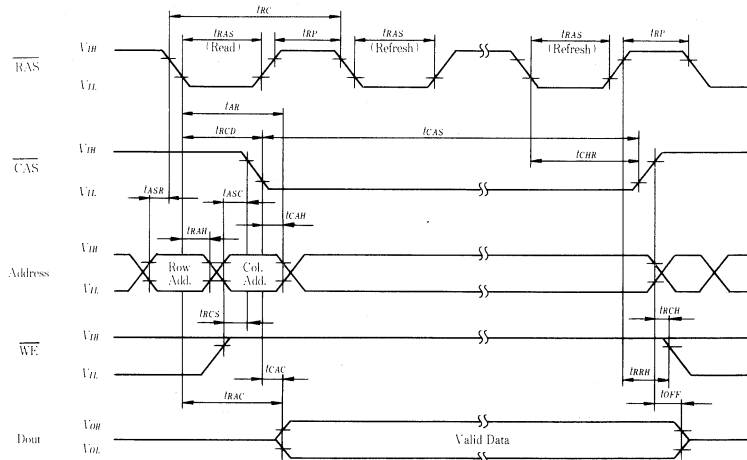 tRC
tRAS
(Read)
tRP
tRAS
(Refresh)
tRAS
(Refresh)
tRP
RAS
VIH
VIL
tAR
tRCD
tCAS
tCHR
CAS
VIH
VIL
tASR
tASC
tRAH
tCAH
Address
VIH
VIL
Row
Add.
Col.
Add.
tRCS
tRCH
WE
VIH
VIL
tCAC
tRRH
tRAC
tOFF
Dout
VOH
VOL
Valid Data